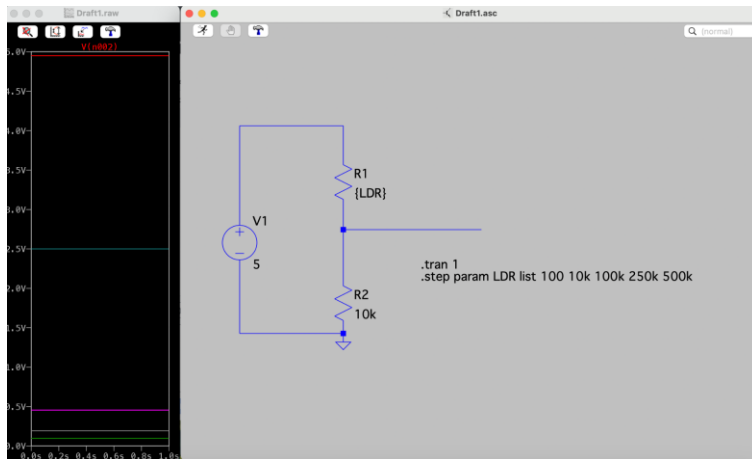 Draft1.raw
V(n002)
5.0V
4.5V
4.0V
3.5V
3.0V
2.5V
2.0V
1.5V
1.0V
0.5V
0.0V
0.0s 0.2s 0.4s 0.6s 0.8s 1.0s
Draft1.asc
(normal)
R1
{LDR}
V1
5
.tran 1
.step param LDR list 100 10k 100k 250k 500k
R2
10k